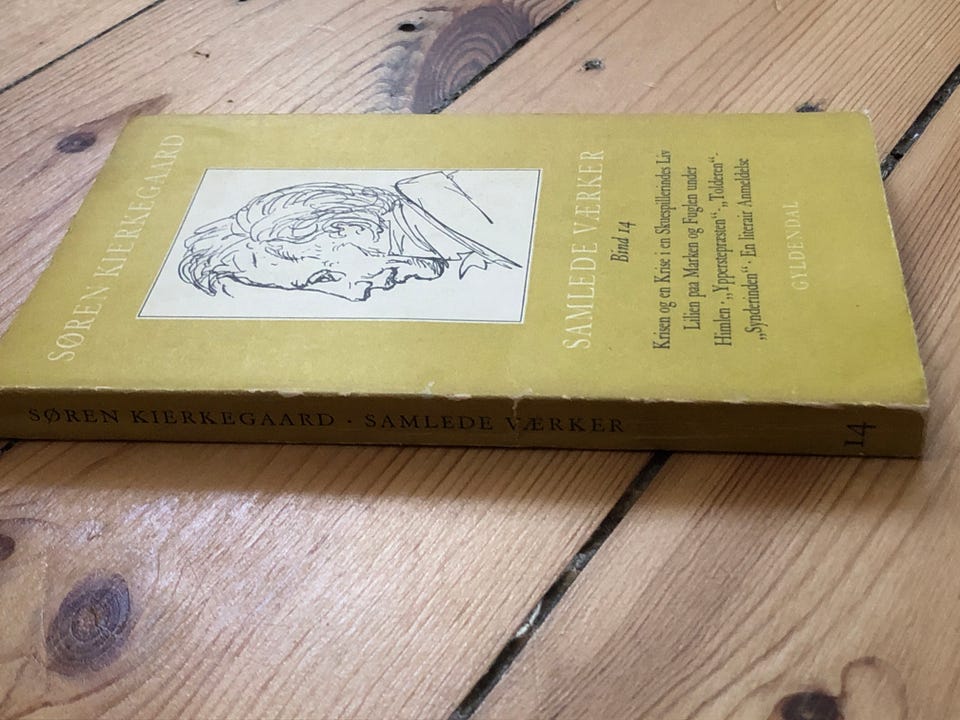 SØREN KIERKEGAARD
SAMLEDE VÆRKER
Bind 14
Krisen og en Krise i en Skuespillerindes Liv
Lilien paa Marken og Fuglen under
Himlen · „Ypperstepræsten“ · „Tolderen“ ·
„Synderinden“ · En literair Anmeldelse
GYLDENDAL
SØREN KIERKEGAARD · SAMLEDE VÆRKER
14